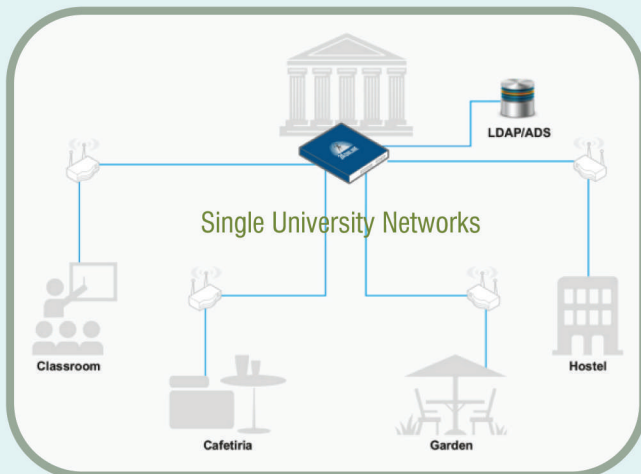 LDAP/ADS
Single University Networks
Classroom
Hostel
Cafetiria
Garden